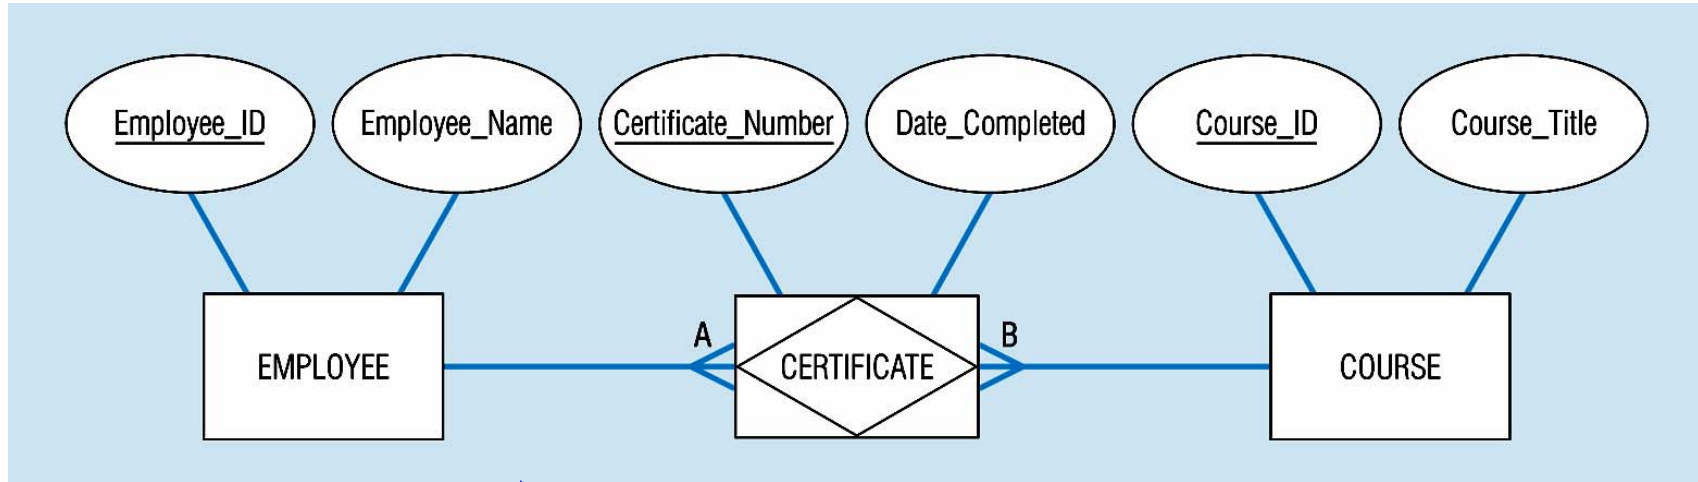 Employee_ID
Employee_Name
Certificate_Number
Date_Completed
Course_ID
Course_Title
A
B
EMPLOYEE
CERTIFICATE
COURSE